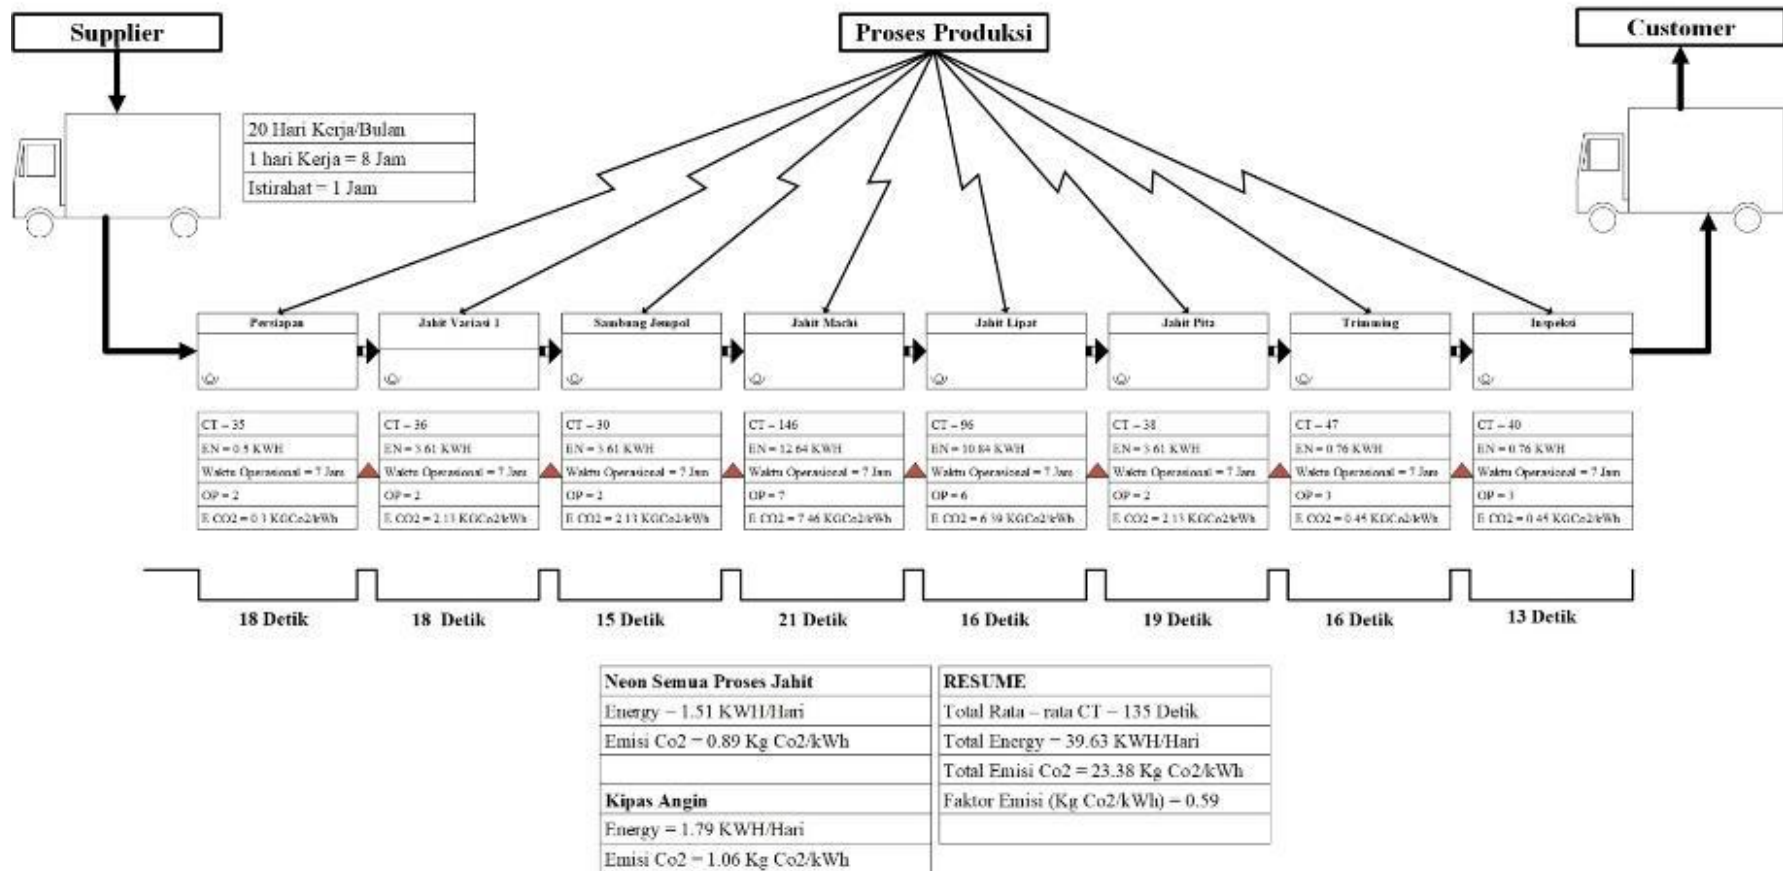 Supplier
Proses Produksi
Customer
20 Hari Kerja/Bulan
1 hari Kerja = 8 Jam
Istirahat = 1 Jam
Persiapan
Jahit Variasi 1
Sambung Jempol
Jahit Machi
Jahit Lipat
Jahit Pita
Trimming
Inspeksi
CT = 35
EN = 0.5 KWH
Waktu Operasional = 7 Jam
OP = 2
E CO2 = 0.3 KGCo2/kWh
CT = 36
EN = 3.61 KWH
Waktu Operasional = 7 Jam
OP = 2
E CO2 = 2.13 KGCo2/kWh
CT = 30
EN = 3.61 KWH
Waktu Operasional = 7 Jam
OP = 2
E CO2 = 2.13 KGCo2/kWh
CT = 146
EN = 12.64 KWH
Waktu Operasional = 7 Jam
OP = 7
E CO2 = 7.46 KGCo2/kWh
CT = 96
EN = 10.84 KWH
Waktu Operasional = 7 Jam
OP = 6
E CO2 = 6.39 KGCo2/kWh
CT = 38
EN = 3.61 KWH
Waktu Operasional = 7 Jam
OP = 2
E CO2 = 2.13 KGCo2/kWh
CT = 47
EN = 0.76 KWH
Waktu Operasional = 7 Jam
OP = 3
E CO2 = 0.45 KGCo2/kWh
CT = 40
EN = 0.76 KWH
Waktu Operasional = 7 Jam
OP = 3
E CO2 = 0.45 KGCo2/kWh
18 Detik
18 Detik
15 Detik
21 Detik
16 Detik
19 Detik
16 Detik
13 Detik
Neon Semua Proses Jahit
Energy = 1.51 KWH/Hari
Emisi Co2 = 0.89 Kg Co2/kWh
Kipas Angin
Energy = 1.79 KWH/Hari
Emisi Co2 = 1.06 Kg Co2/kWh
RESUME
Total Rata – rata CT = 135 Detik
Total Energy = 39.63 KWH/Hari
Total Emisi Co2 = 23.38 Kg Co2/kWh
Faktor Emisi (Kg Co2/kWh) = 0.59